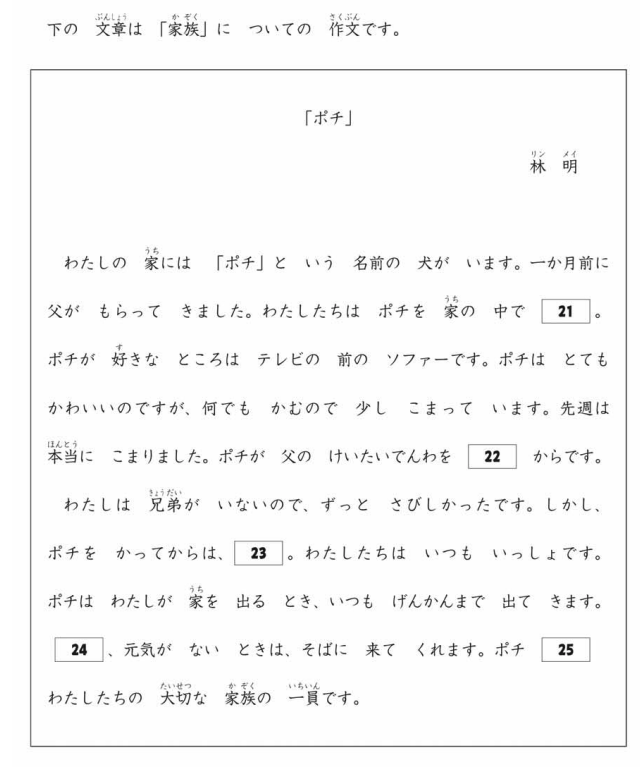 下の 文章は 「家族」に ついての 作文です。
「ポチ」
林 明
わたしの 家には 「ポチ」と いう 名前の 犬が います。一か月前に
父が もらって きました。わたしたちは ポチを 家の 中で 21 。
ポチが 好きな ところは テレビの 前の ソファーです。ポチは とても
かわいいのですが、何でも かむので 少し こまって います。先週は
本当に こまりました。ポチが 父の けいたいでんわを 22 からです。
わたしは 兄弟が いないので、ずっと さびしかったです。しかし、
ポチを かってからは、 23 。わたしたちは いつも いっしょです。
ポチは わたしが 家を 出る とき、いつも げんかんまで 出て きます。
24 、元気が ない ときは、そばに 来て くれます。ポチ 25
わたしたちの 大切な 家族の 一員です。